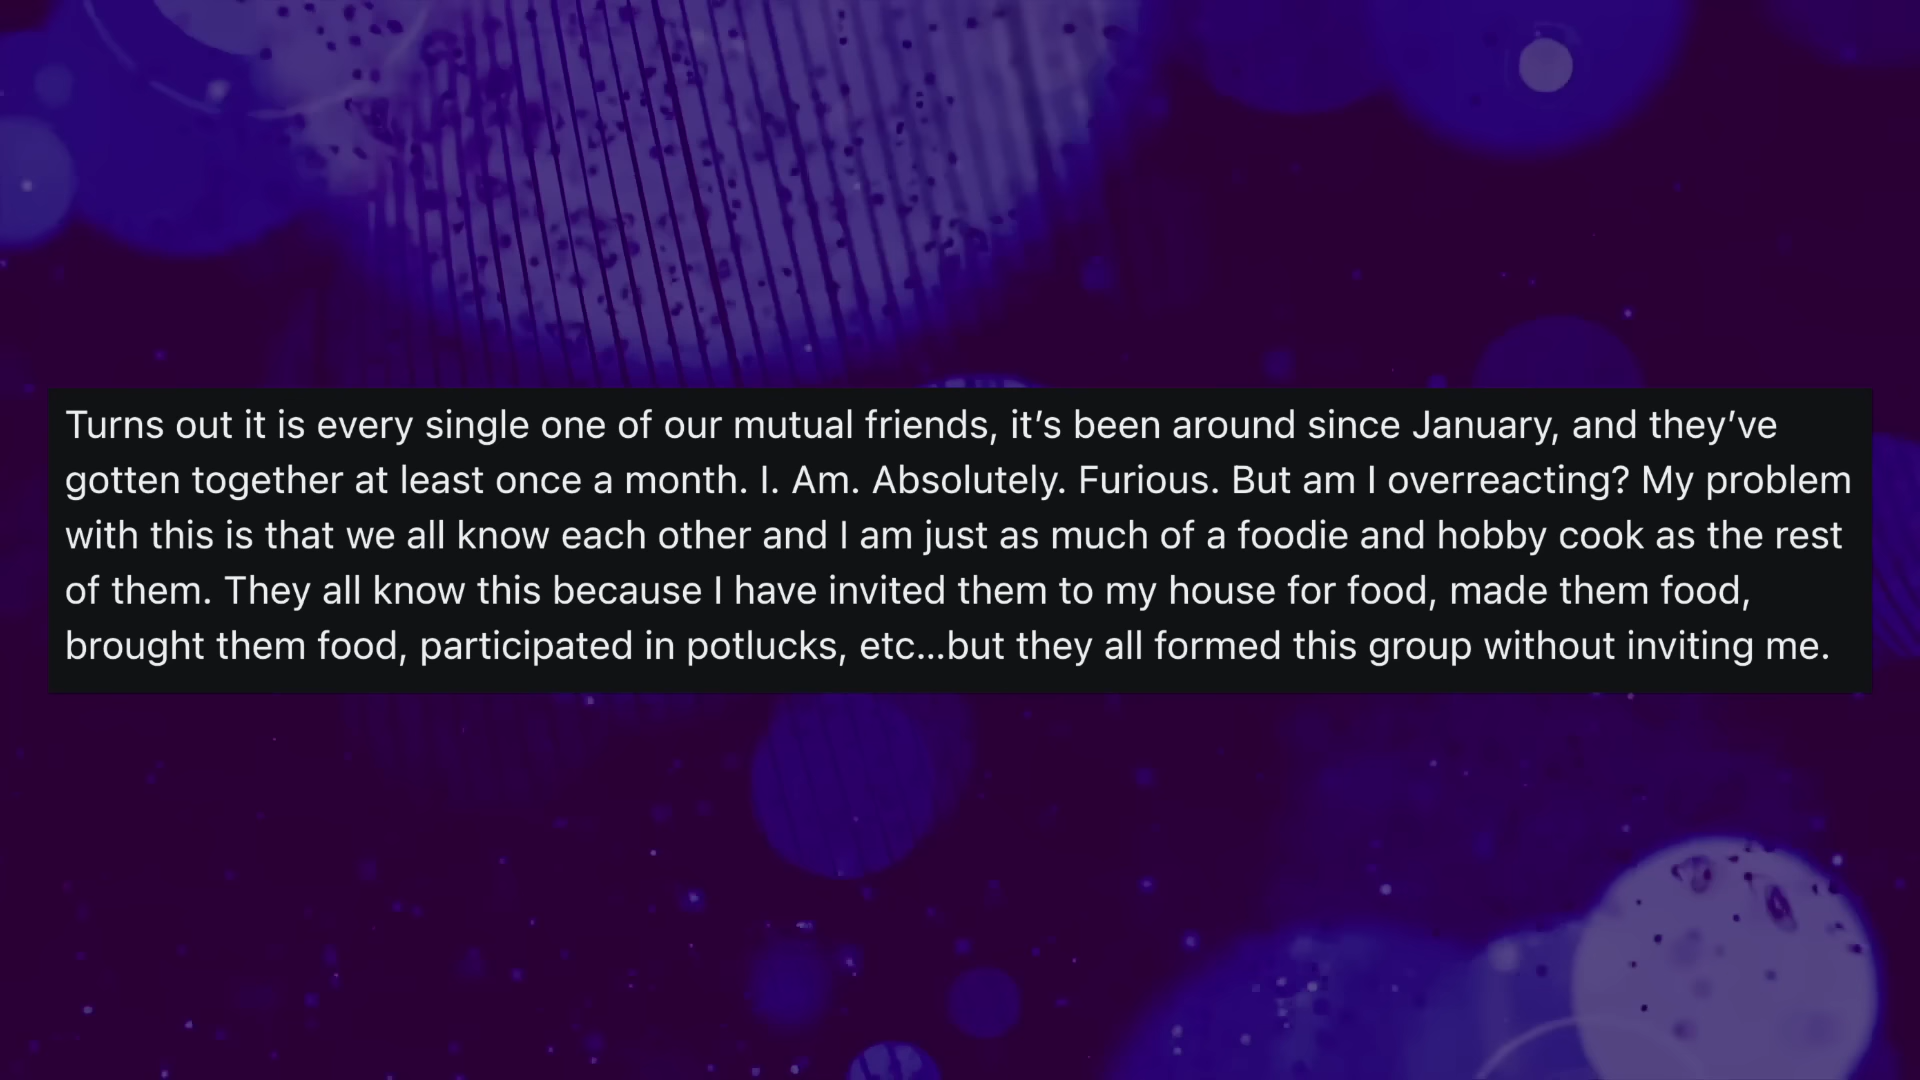 Turns out it is every single one of our mutual friends, it’s been around since January, and they’ve
gotten together at least once a month. I. Am. Absolutely. Furious. But am I overreacting? My problem
with this is that we all know each other and I am just as much of a foodie and hobby cook as the rest
of them. They all know this because I have invited them to my house for food, made them food,
brought them food, participated in potlucks, etc...but they all formed this group without inviting me.